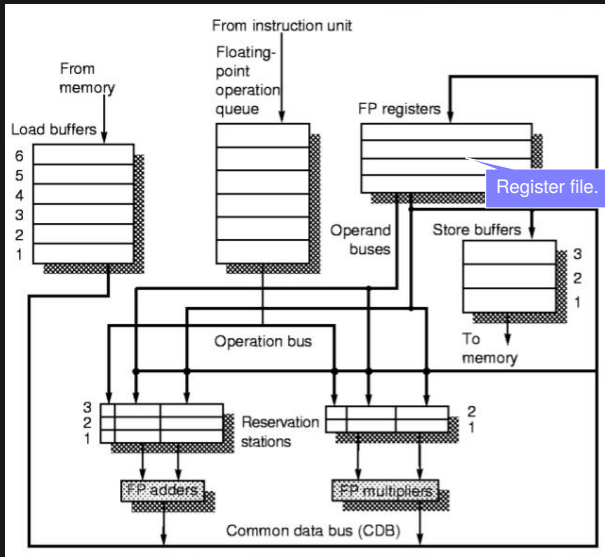 From instruction unit
Floating-
point
operation
queue
From
memory
Load buffers
6
5
4
3
2
1
FP registers
Register file.
Operand
buses
Store buffers
3
2
1
To
memory
Operation bus
3
2
1
Reservation
stations
2
1
FP adders
FP multipliers
Common data bus (CDB)